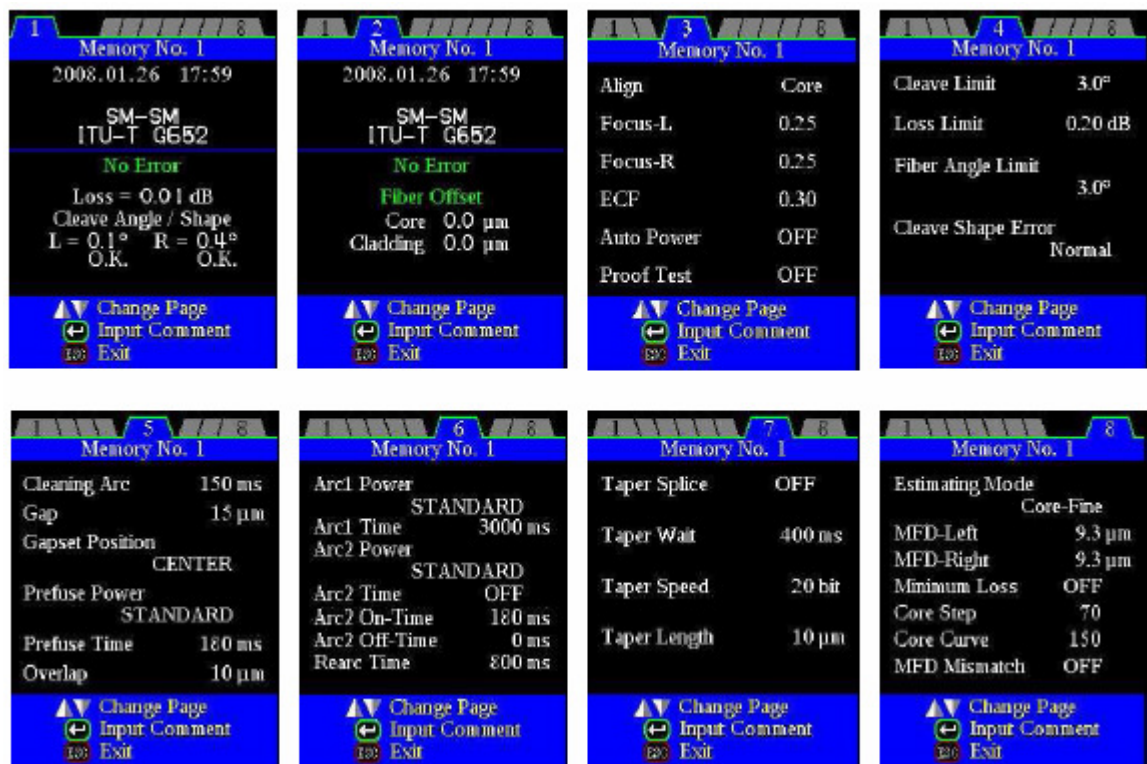 1 8
Memory No. 1
2008.01.26 17:59
SM-SM
ITU-T G652
No Error
Loss = 0.01 dB
Cleave Angle / Shape
L = 0.1° R = 0.4°
O.K. O.K.
Change Page
Input Comment
ESC Exit
1 2 8
Memory No. 1
2008.01.26 17:59
SM-SM
ITU-T G652
No Error
Fiber Offset
Core 0.0 µm
Cladding 0.0 µm
Change Page
Input Comment
ESC Exit
1 3 8
Memory No. 1
Align Core
Focus-L 0.25
Focus-R 0.25
ECF 0.30
Auto Power OFF
Proof Test OFF
Change Page
Input Comment
ESC Exit
1 4 8
Memory No. 1
Cleave Limit 3.0°
Loss Limit 0.20 dB
Fiber Angle Limit
3.0°
Cleave Shape Error
Normal
Change Page
Input Comment
ESC Exit
1 5 8
Memory No. 1
Cleaning Arc 150 ms
Gap 15 µm
Gapset Position
CENTER
Prefuse Power
STANDARD
Prefuse Time 180 ms
Overlap 10 µm
Change Page
Input Comment
ESC Exit
1 6 8
Memory No. 1
Arc1 Power
STANDARD
Arc1 Time 3000 ms
Arc2 Power
STANDARD
Arc2 Time OFF
Arc2 On-Time 180 ms
Arc2 Off-Time 0 ms
Rearc Time 800 ms
Change Page
Input Comment
ESC Exit
1 7 8
Memory No. 1
Taper Splice OFF
Taper Wait 400 ms
Taper Speed 20 bit
Taper Length 10 µm
Change Page
Input Comment
ESC Exit
1 8
Memory No. 1
Estimating Mode
Core-Fine
MFD-Left 9.3 µm
MFD-Right 9.3 µm
Minimum Loss OFF
Core Step 70
Core Curve 150
MFD Mismatch OFF
Change Page
Input Comment
ESC Exit